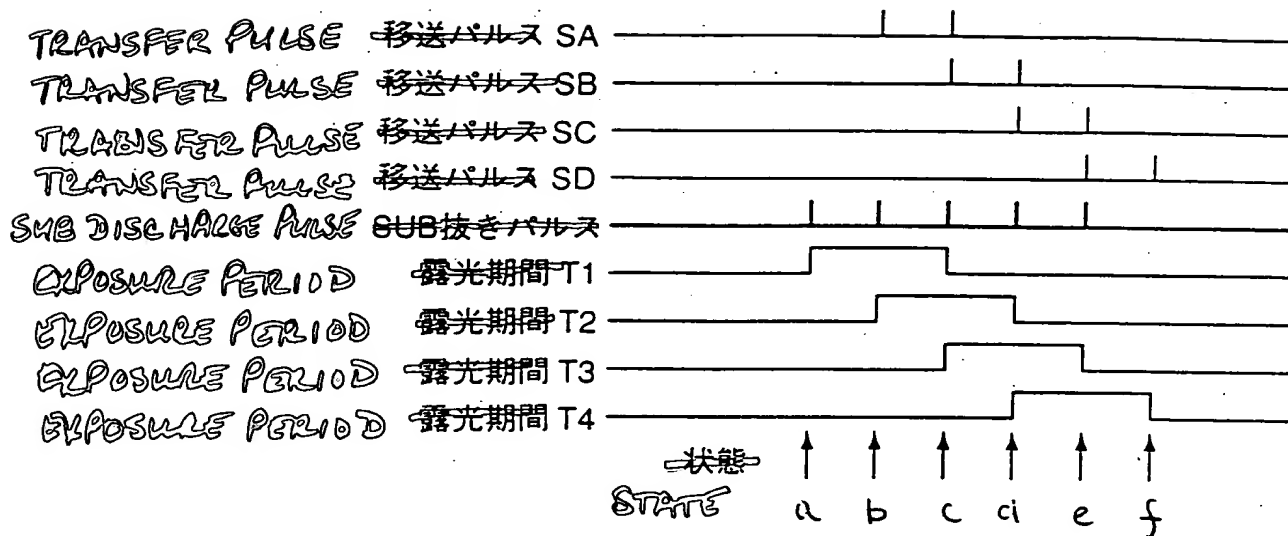 TRANSFER PULSE 移送パルス SA
TRANSFER PULSE 移送パルス SB
TRANSFER PULSE 移送パルス SC
TRANSFER PULSE 移送パルス SD
SUB DISCHARGE PULSE SUB抜きパルス
EXPOSURE PERIOD 露光期間 T1
EXPOSURE PERIOD 露光期間 T2
EXPOSURE PERIOD 露光期間 T3
EXPOSURE PERIOD 露光期間 T4
状態
STATE a b c d e f